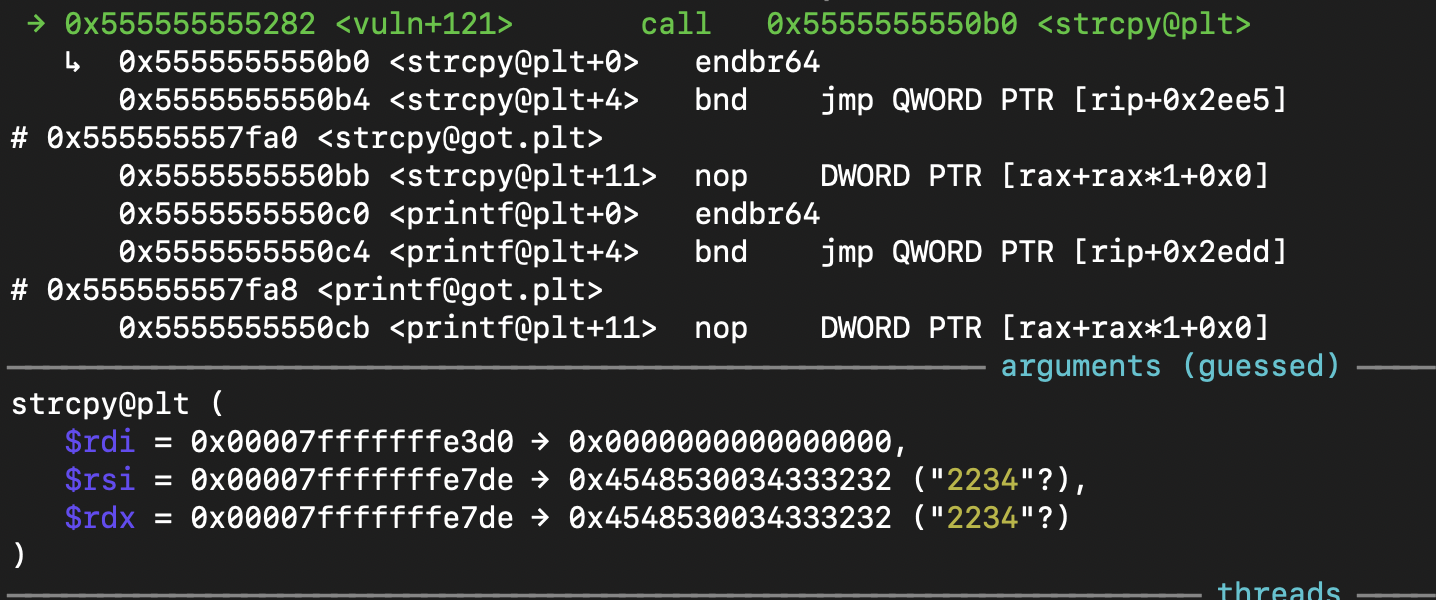 → 0x555555555282 <vuln+121> call 0x5555555550b0 <strcpy@plt>
↳ 0x5555555550b0 <strcpy@plt+0> endbr64
0x5555555550b4 <strcpy@plt+4> bnd jmp QWORD PTR [rip+0x2ee5]
# 0x555555557fa0 <strcpy@got.plt>
0x5555555550bb <strcpy@plt+11> nop DWORD PTR [rax+rax*1+0x0]
0x5555555550c0 <printf@plt+0> endbr64
0x5555555550c4 <printf@plt+4> bnd jmp QWORD PTR [rip+0x2edd]
# 0x555555557fa8 <printf@got.plt>
0x5555555550cb <printf@plt+11> nop DWORD PTR [rax+rax*1+0x0]
arguments (guessed)
strcpy@plt (
$rdi = 0x00007fffffffe3d0 → 0x0000000000000000,
$rsi = 0x00007fffffffe7de → 0x4548530034333232 ("2234"?),
$rdx = 0x00007fffffffe7de → 0x4548530034333232 ("2234"?)
)
threads